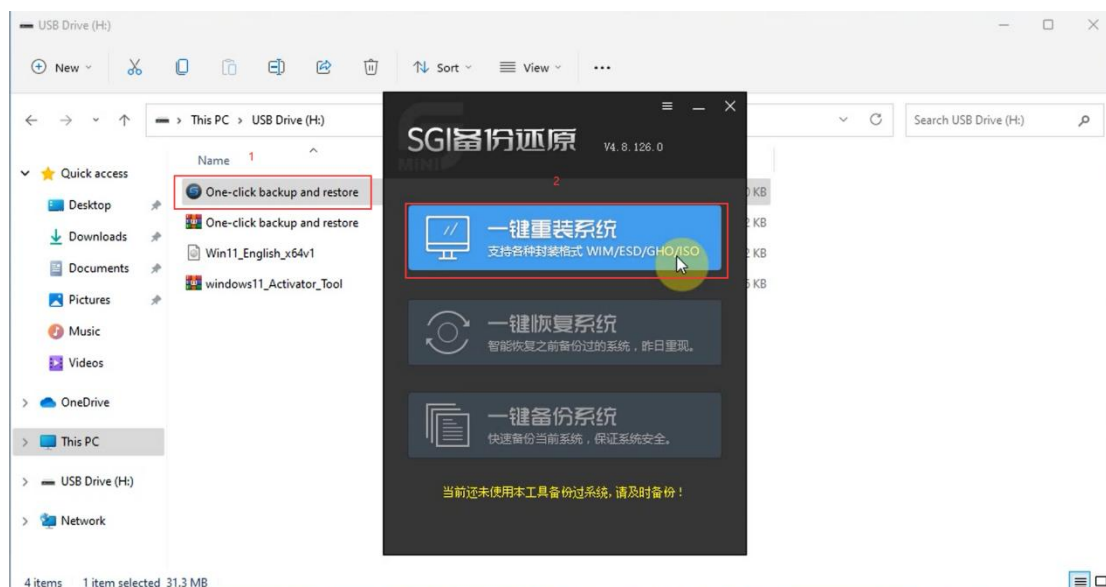 USB Drive (H:)
New
Sort
View
This PC > USB Drive (H:)
Search USB Drive (H:)
Name
1
Quick access
Desktop
Downloads
Documents
Pictures
Music
Videos
OneDrive
This PC
USB Drive (H:)
Network
One-click backup and restore
One-click backup and restore
Win11_English_x64v1
windows11_Activator_Tool
KB
2 KB
2 KB
KB
SGI备份还原 V4.8.126.0
MINI
2
一键重装系统
支持各种封装格式 WIM/ESD/GHO/ISO
一键恢复系统
智能恢复之前备份过的系统，昨日重现。
一键备份系统
快速备份当前系统，保证系统安全。
当前还未使用本工具备份过系统,请及时备份！
4 items 1 item selected 31.3 MB